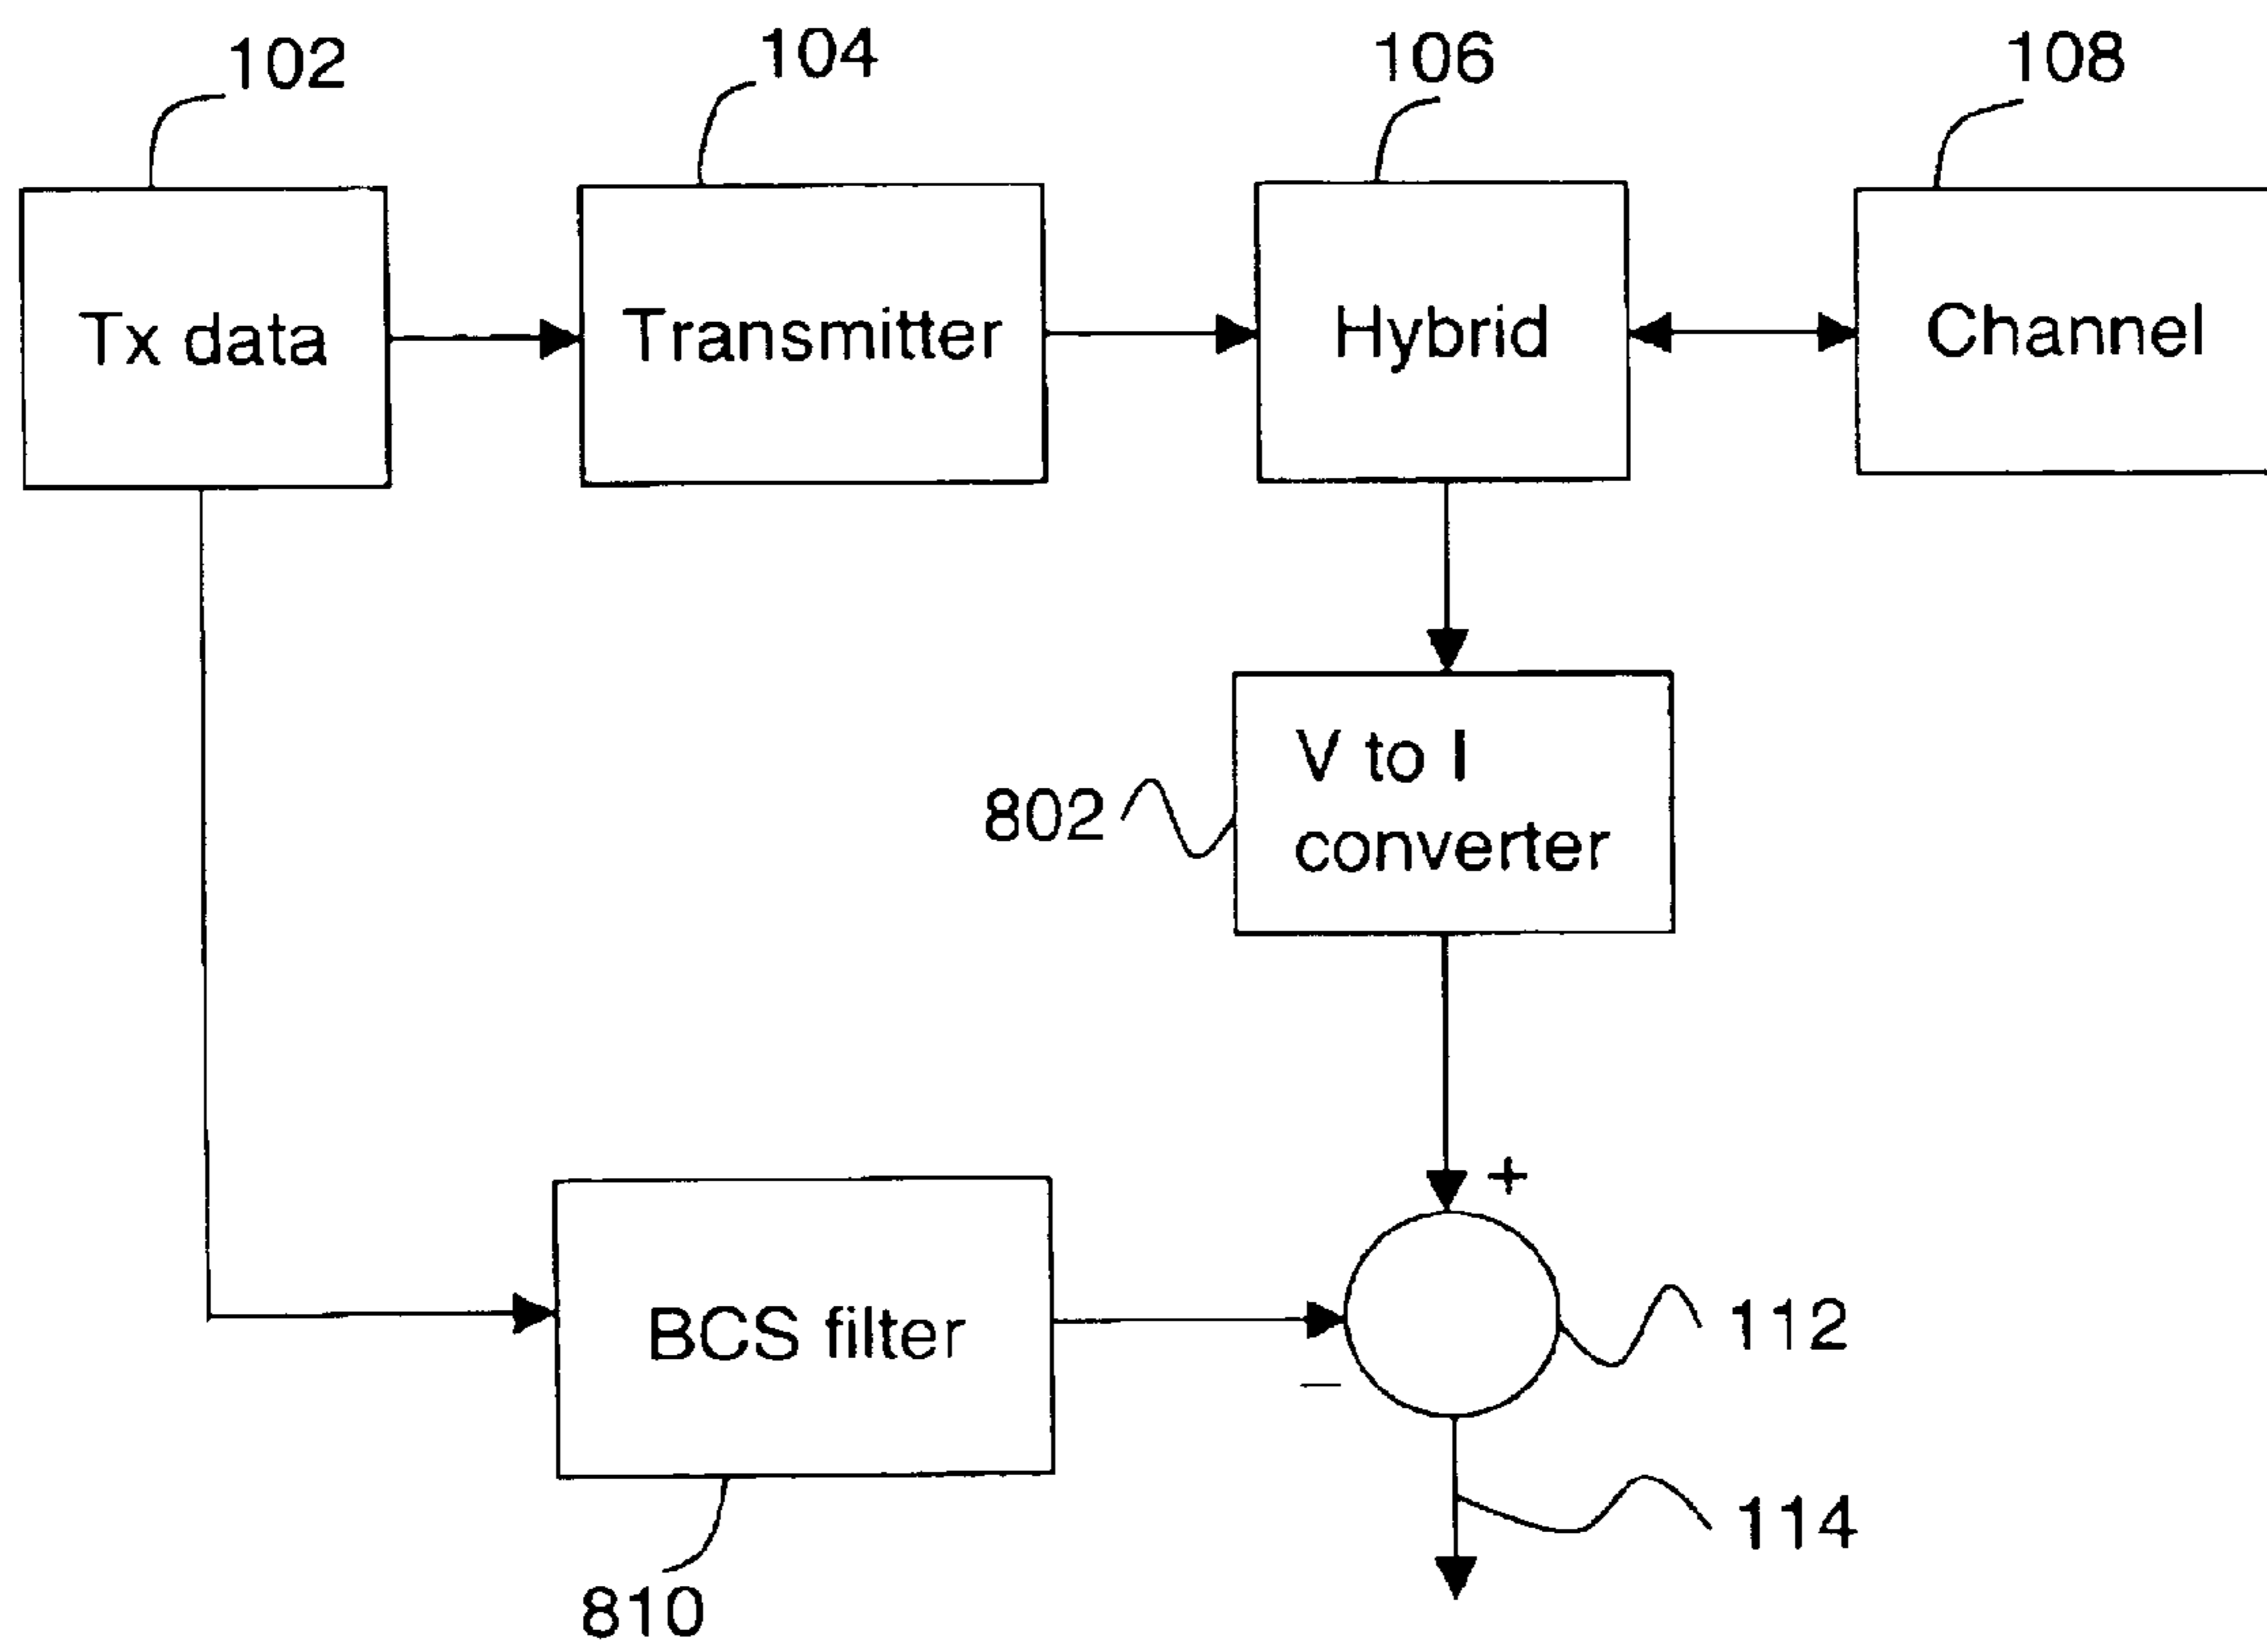 102
104
106
108
Tx data
Transmitter
Hybrid
Channel
V to I
converter
802
+
BCS filter
112
–
114
810